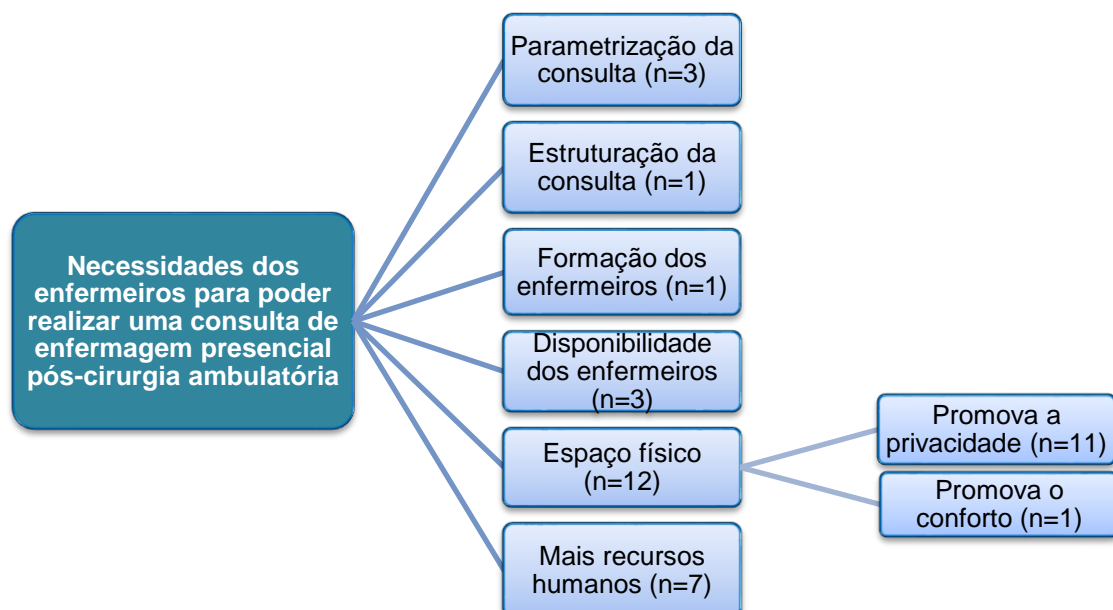 Necessidades dos
enfermeiros para poder
realizar uma consulta de
enfermagem presencial
pós-cirurgia ambulatória
Parametrização da
consulta (n=3)
Estruturação da
consulta (n=1)
Formação dos
enfermeiros (n=1)
Disponibilidade
dos enfermeiros
(n=3)
Espaço físico
(n=12)
Promova a
privacidade (n=11)
Promova o
conforto (n=1)
Mais recursos
humanos (n=7)